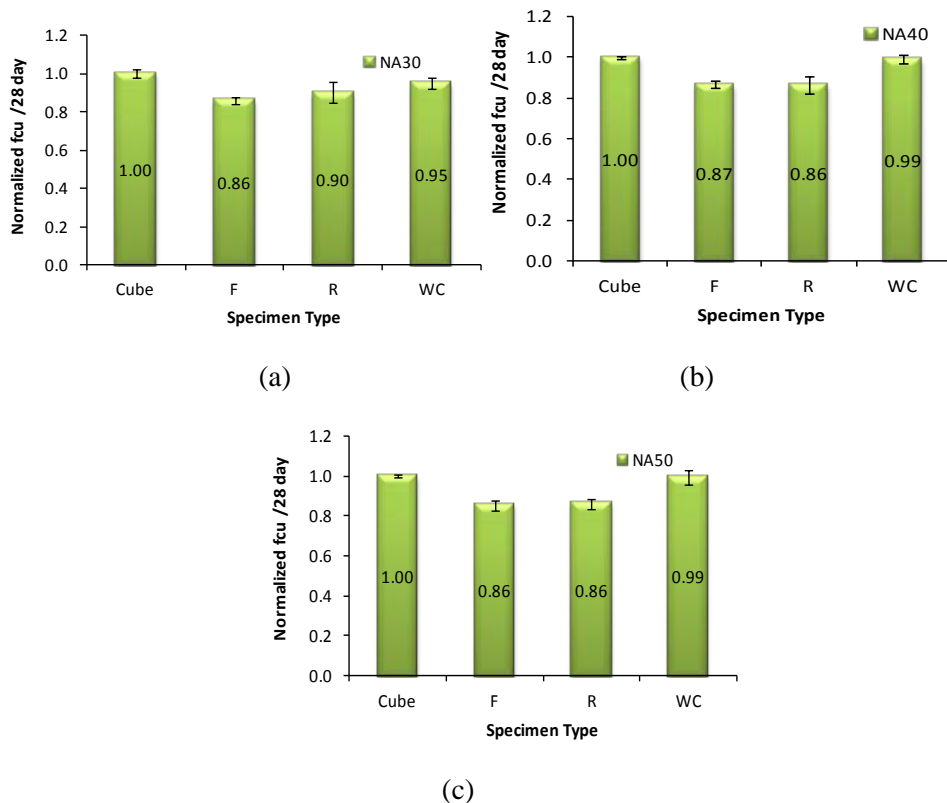 NA30
Normalized fcu /28 day
1.2
1.0
0.8
0.6
0.4
0.2
0.0
1.00
0.86
0.90
0.95
Cube F R WC
Specimen Type
(a)
NA40
Normalized fcu /28 day
1.2
1.0
0.8
0.6
0.4
0.2
0.0
1.00
0.87
0.86
0.99
Cube F R WC
Specimen Type
(b)
NA50
Normalized fcu /28 day
1.2
1.0
0.8
0.6
0.4
0.2
0.0
1.00
0.86
0.86
0.99
Cube F R WC
Specimen Type
(c)